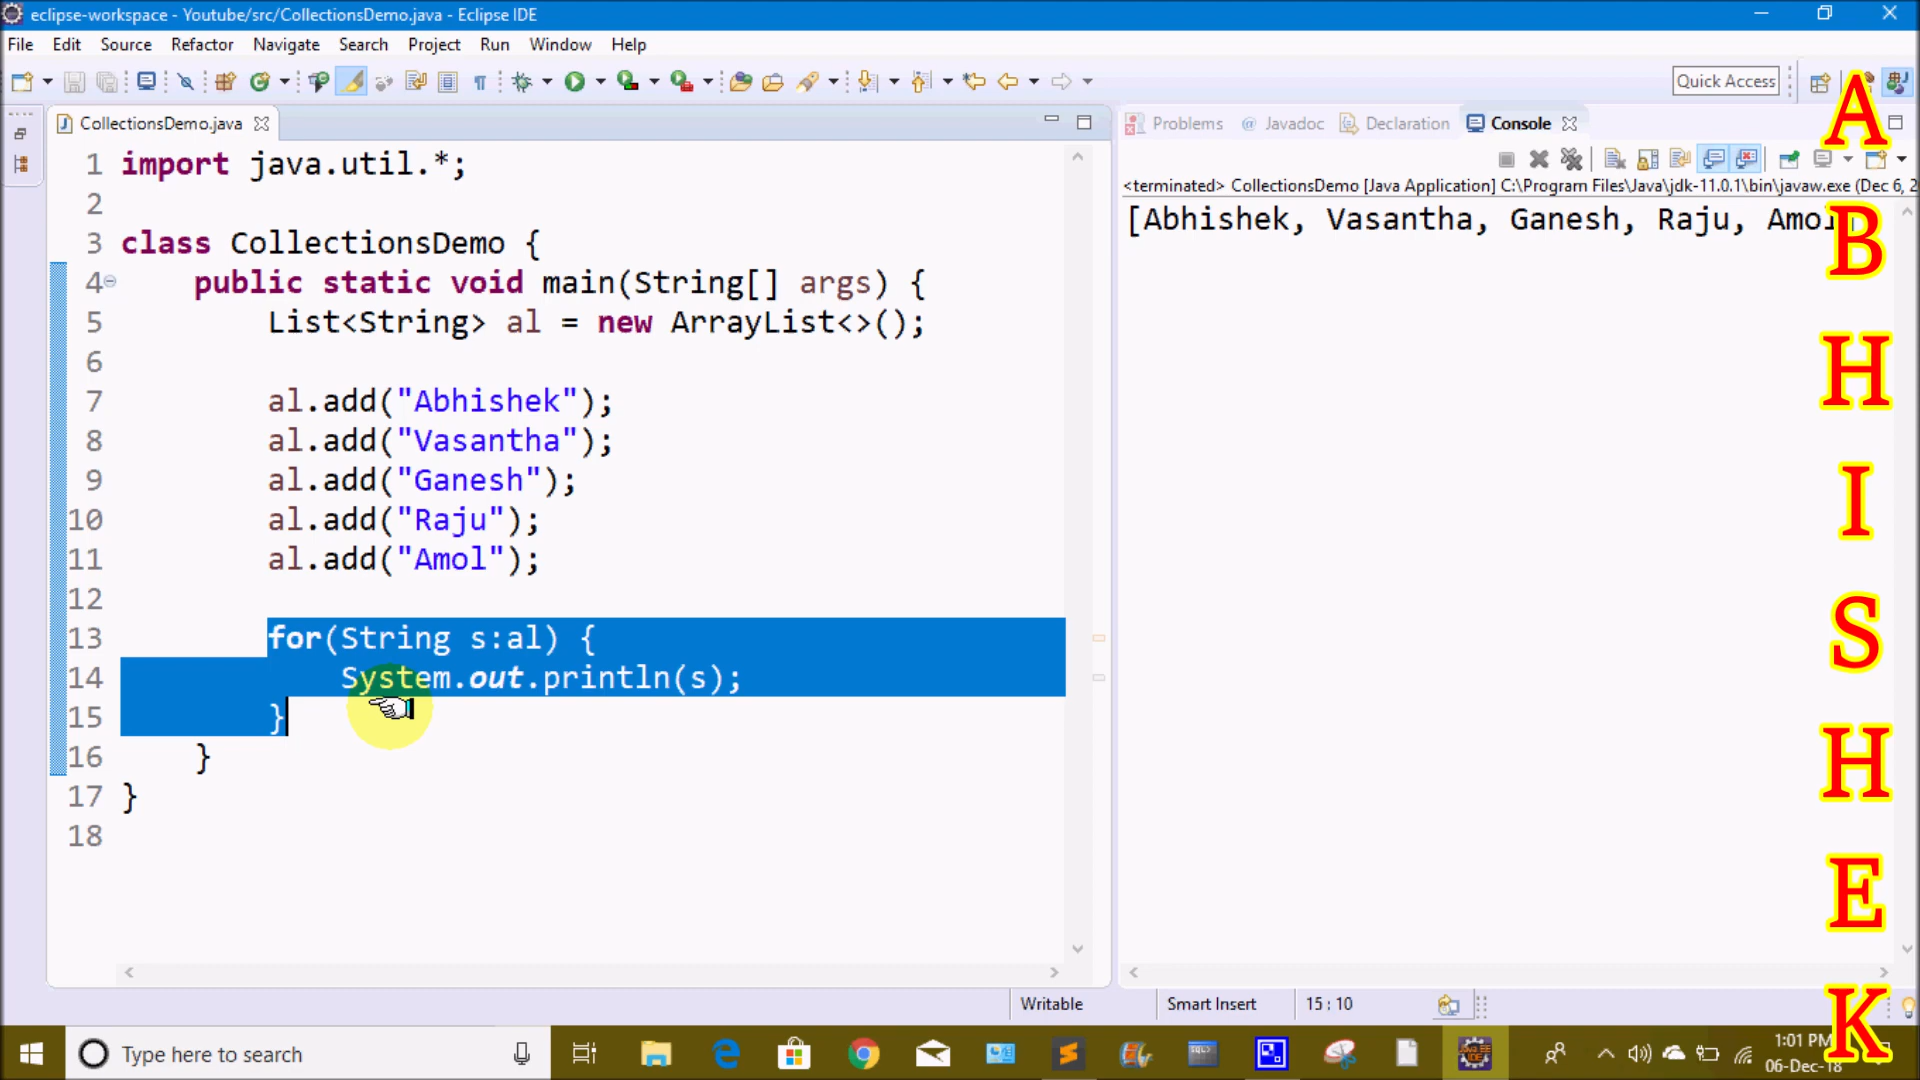 eclipse-workspace - Youtube/src/CollectionsDemo.java - Eclipse IDE
File Edit Source Refactor Navigate Search Project Run Window Help
Quick Access
CollectionsDemo.java
1 import java.util.*;
2
3 class CollectionsDemo {
4 public static void main(String[] args) {
5 List<String> al = new ArrayList<>();
6
7 al.add("Abhishek");
8 al.add("Vasantha");
9 al.add("Ganesh");
10 al.add("Raju");
11 al.add("Amol");
12
13 for(String s:al) {
14 System.out.println(s);
15 }
16 }
17 }
18
Problems @ Javadoc Declaration Console
<terminated> CollectionsDemo [Java Application] C:\Program Files\Java\jdk-11.0.1\bin\javaw.exe (Dec 6, 2
[Abhishek, Vasantha, Ganesh, Raju, Amol]
A
B
H
I
S
H
E
K
Writable Smart Insert 15 : 10
Type here to search
1:01 PM
06-Dec-18